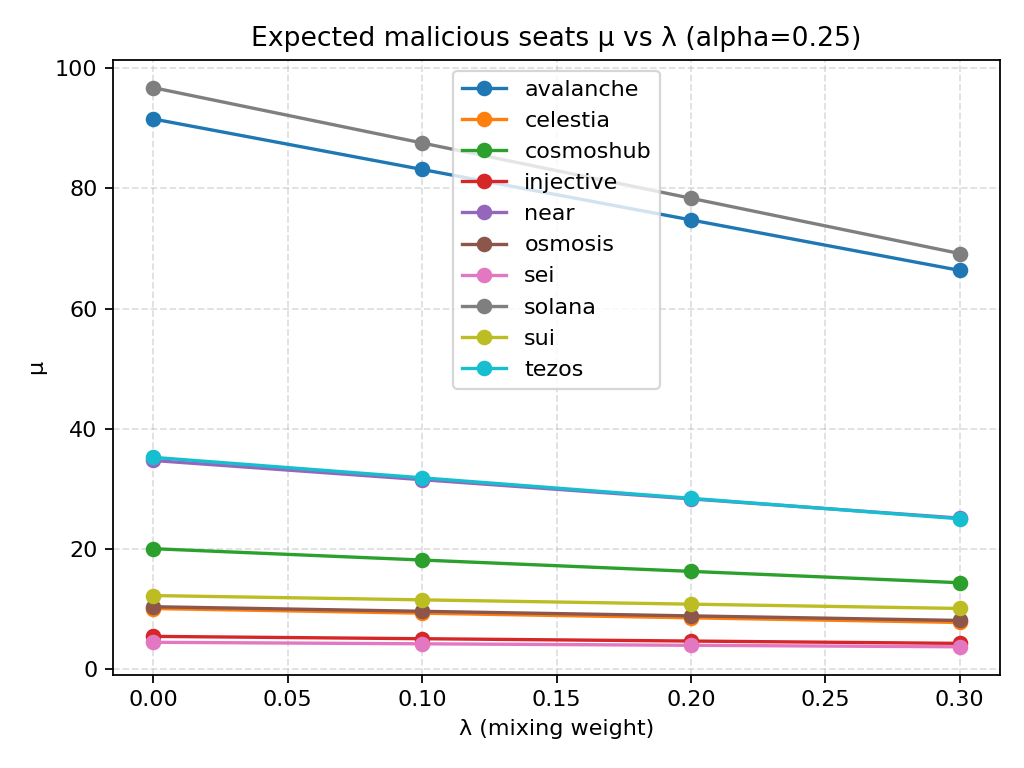 Expected malicious seats μ vs λ (alpha=0.25)
100
80
60
40
20
0
μ
avalanche
celestia
cosmoshub
injective
near
osmosis
sei
solana
sui
tezos
0.00 0.05 0.10 0.15 0.20 0.25 0.30
λ (mixing weight)